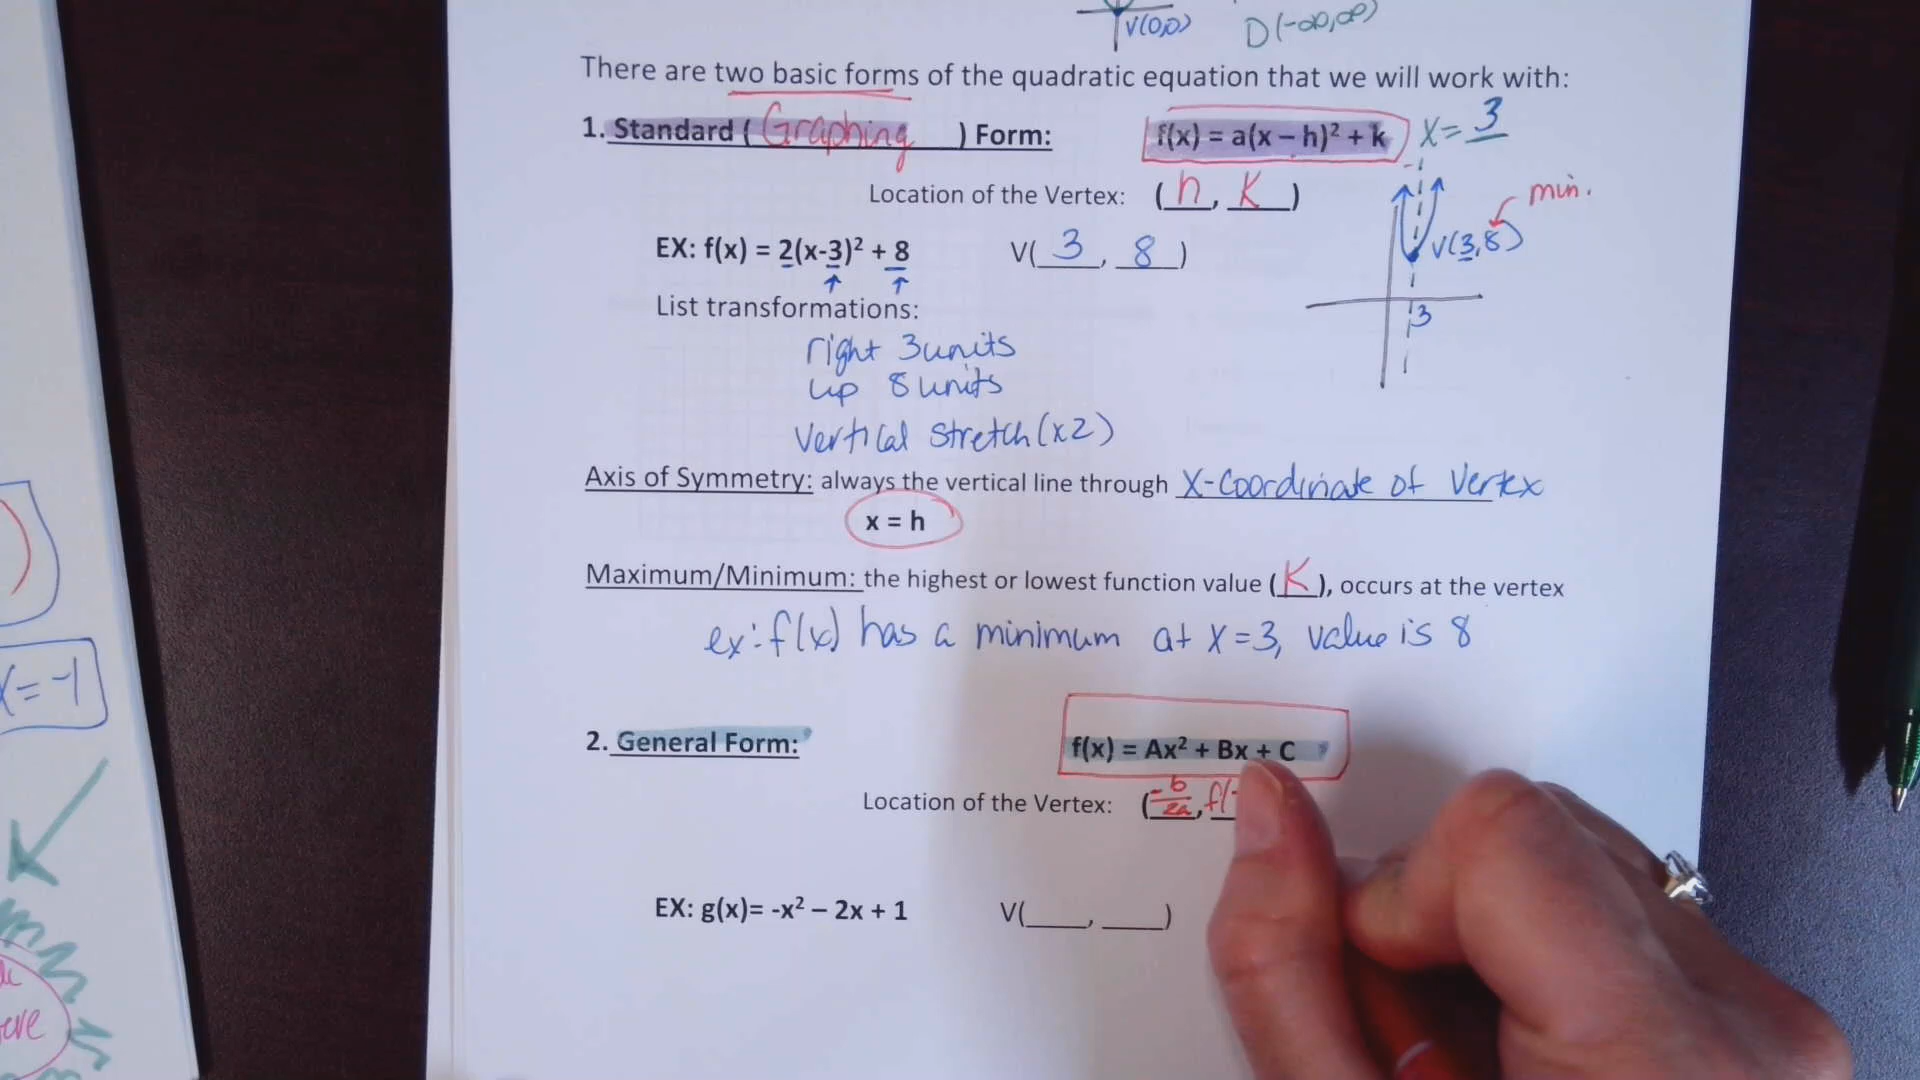 V(0,0) D(-∞,∞)
There are two basic forms of the quadratic equation that we will work with:
1. Standard ( Graphing ) Form: f(x) = a(x – h)² + k x = 3
Location of the Vertex: (h, K)
min.
EX: f(x) = 2(x-3)² + 8 V( 3 , 8 ) V(3,8)
List transformations: 3
right 3 units
up 8 units
vertical stretch (x2)
Axis of Symmetry: always the vertical line through x-coordinate of vertex
x = h
Maximum/Minimum: the highest or lowest function value (K), occurs at the vertex
ex: f(x) has a minimum at x = 3, value is 8
x = -1
2. General Form: f(x) = Ax² + Bx + C
Location of the Vertex: (-b/2a, f(-
EX: g(x)= -x² – 2x + 1 V(____, ____)